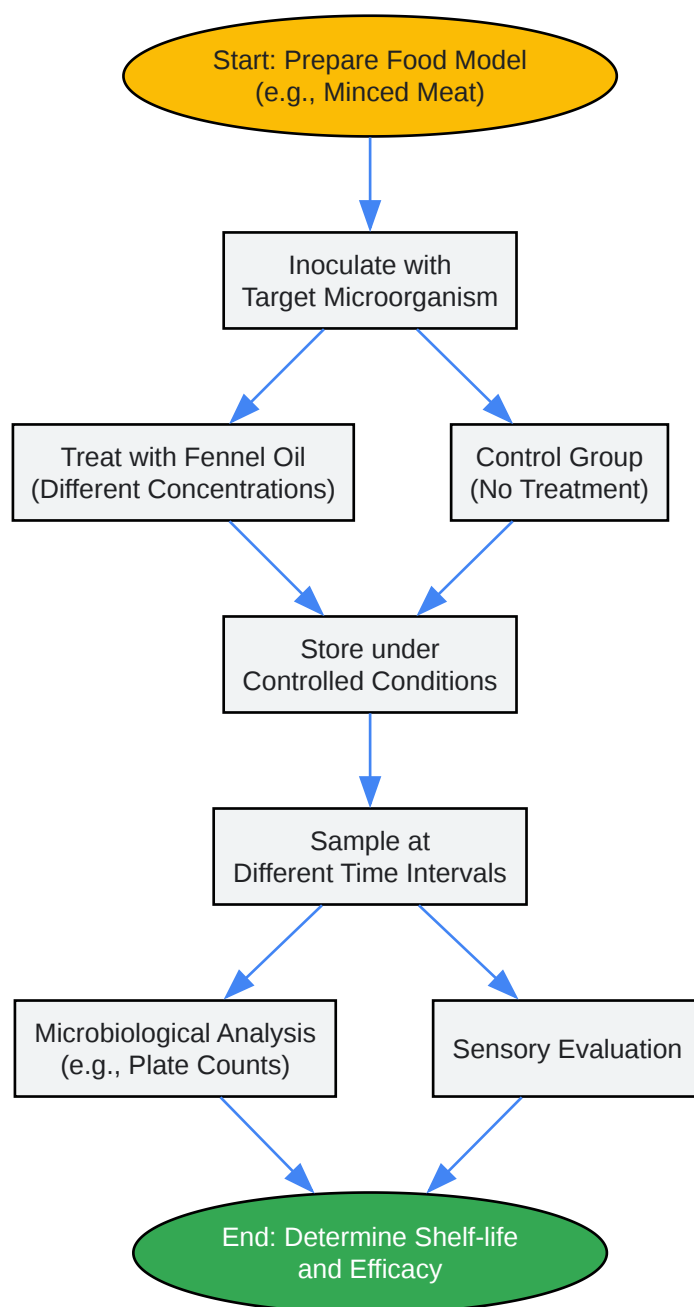 Start: Prepare Food Model
(e.g., Minced Meat)
Inoculate with
Target Microorganism
Treat with Fennel Oil
(Different Concentrations)
Control Group
(No Treatment)
Store under
Controlled Conditions
Sample at
Different Time Intervals
Microbiological Analysis
(e.g., Plate Counts)
Sensory Evaluation
End: Determine Shelf-life
and Efficacy